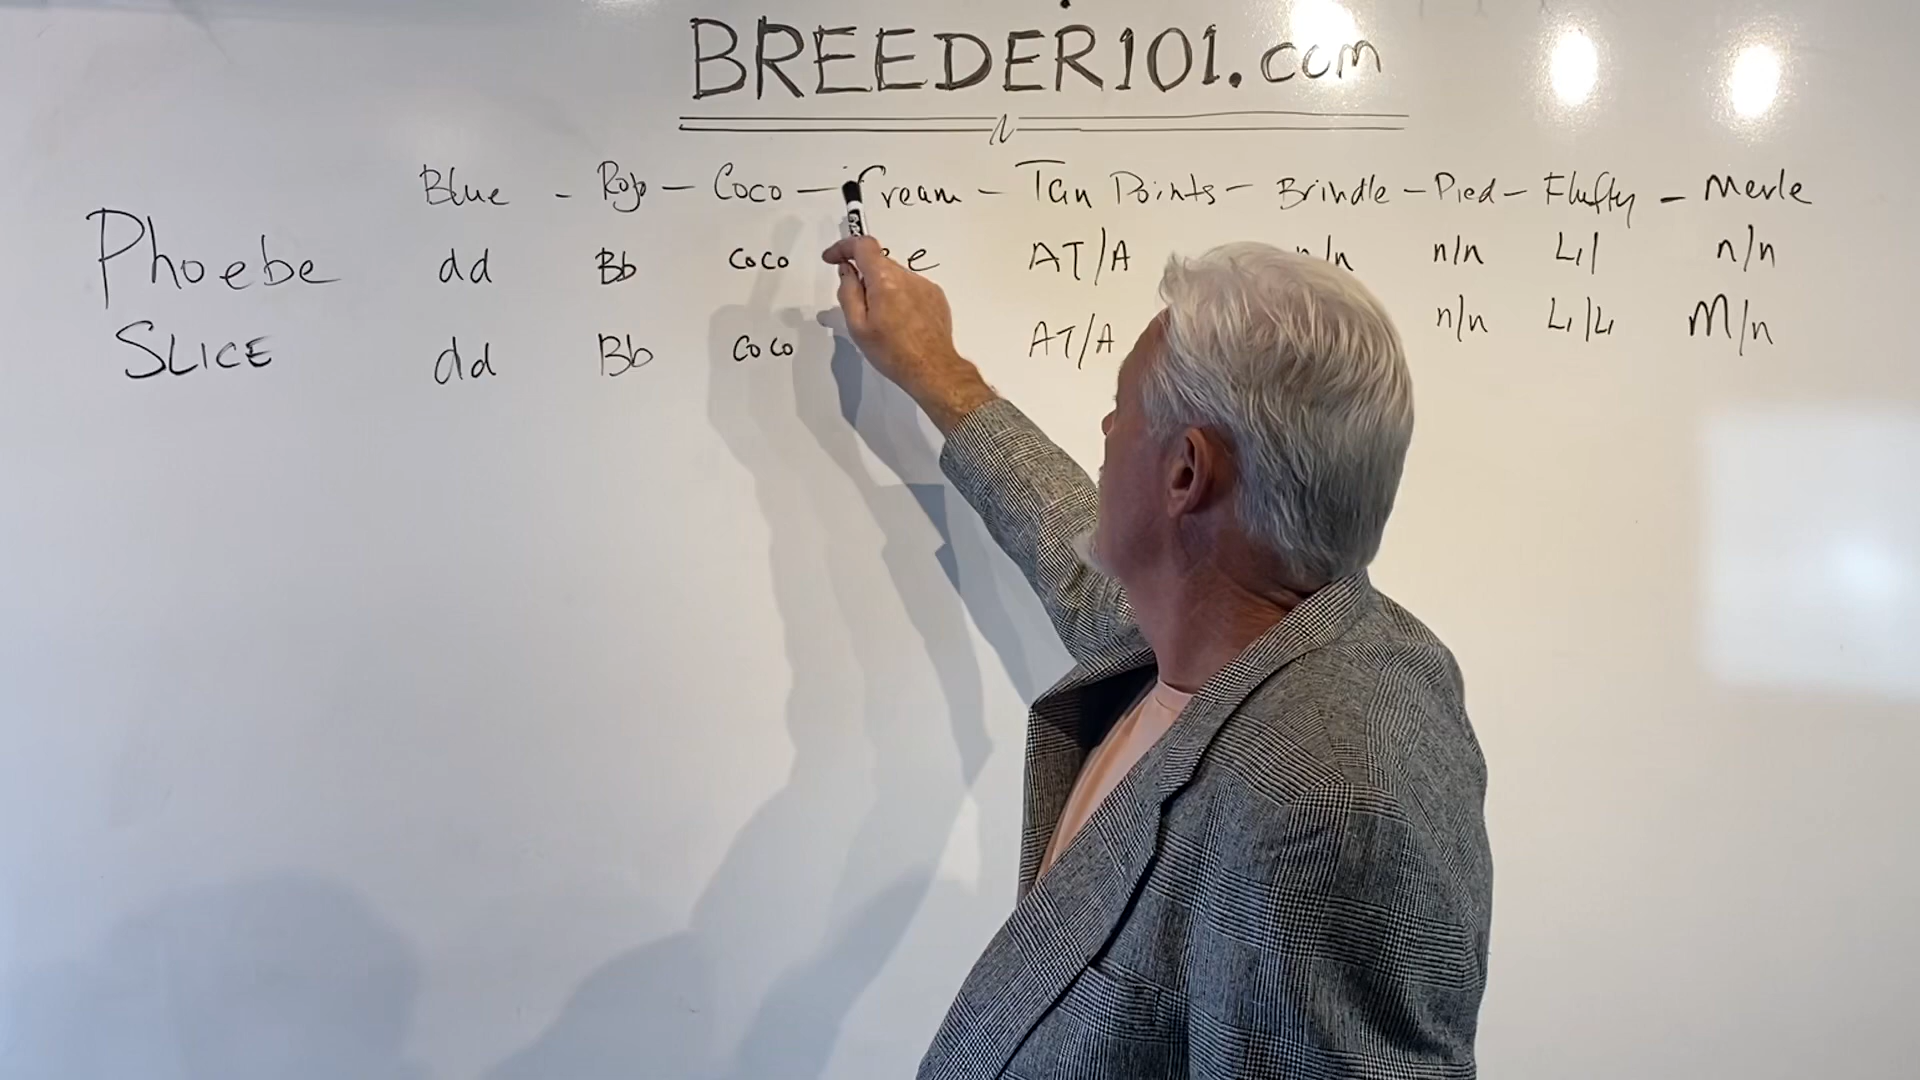 BREEDER101.com
Blue - Rojo - Coco - Cream - Tan Points - Brindle - Pied - Fluffy - Merle
Phoebe dd Bb CoCo e AT/A n/n n/n L1/ n/n
SLICE dd Bb CoCo AT/A n/n L1/L1 M/n